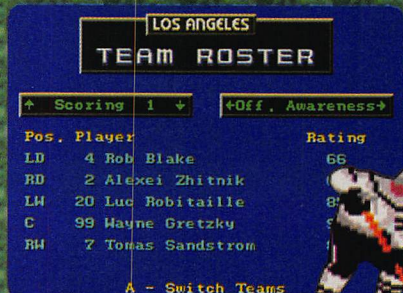 LOS ANGELES
TEAM ROSTER
↑ Scoring 1 ↓ ←Off. Awareness→
Pos. Player Rating
LD 4 Rob Blake 66
RD 2 Alexei Zhitnik
LW 20 Luc Robitaille
C 99 Wayne Gretzky
RW 7 Tomas Sandstrom
A - Switch Teams